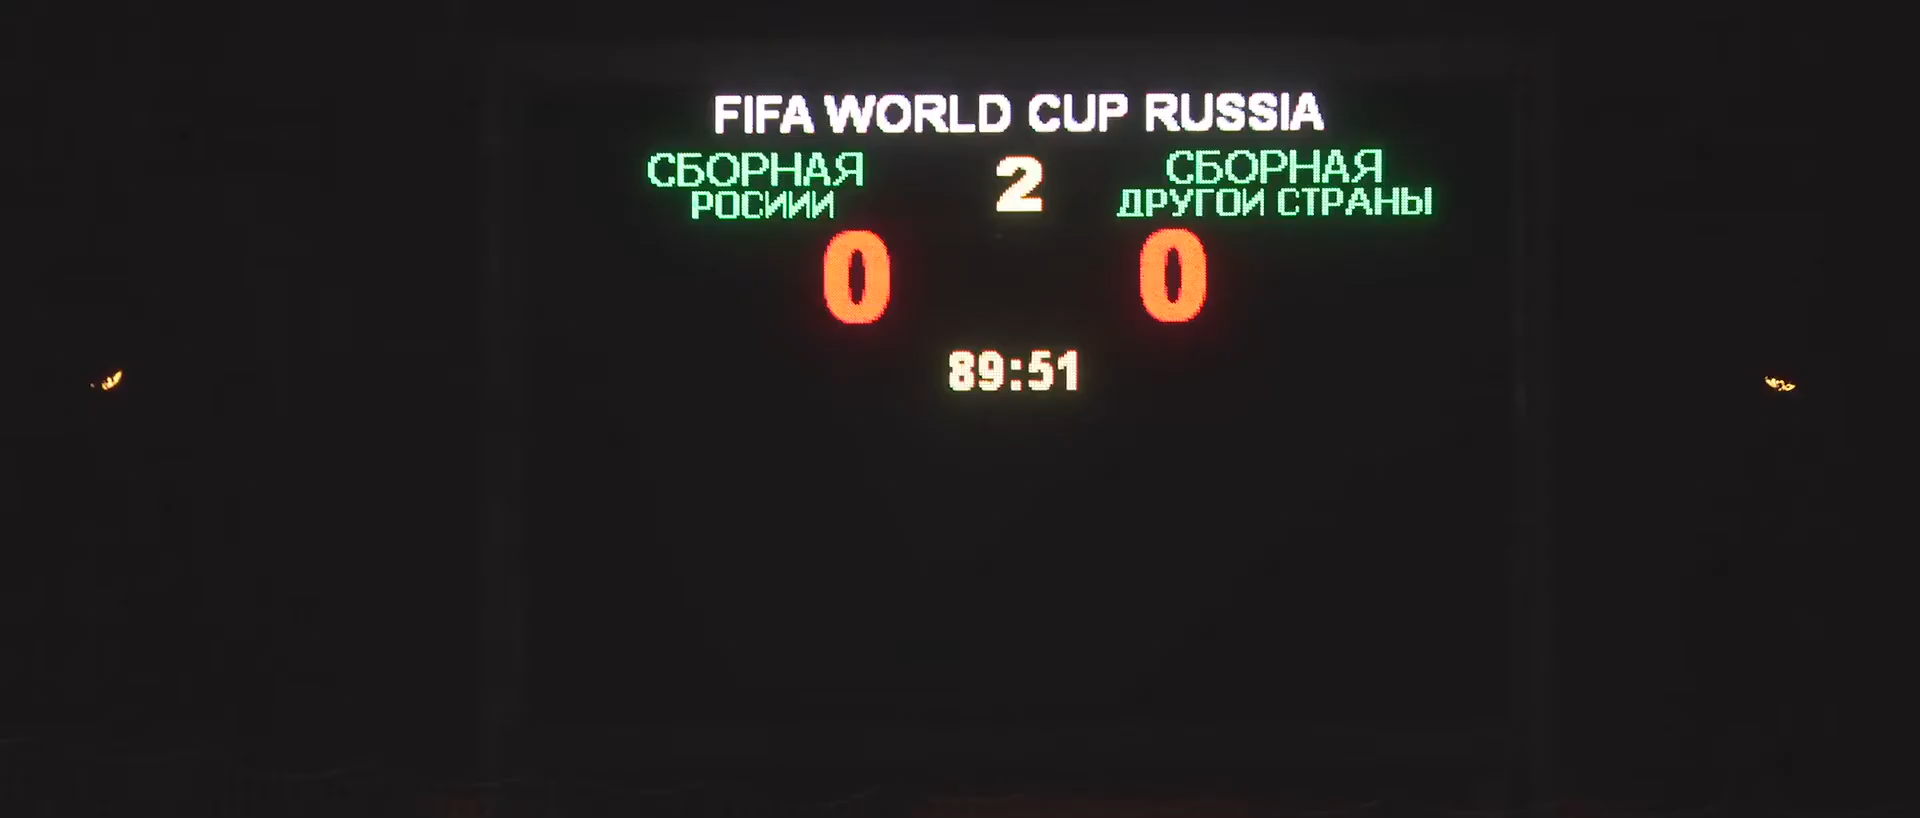 FIFA WORLD CUP RUSSIA
СБОРНАЯ 2 СБОРНАЯ
РОСИИИ ДРУГОИ СТРАНЫ
0 0
89:51